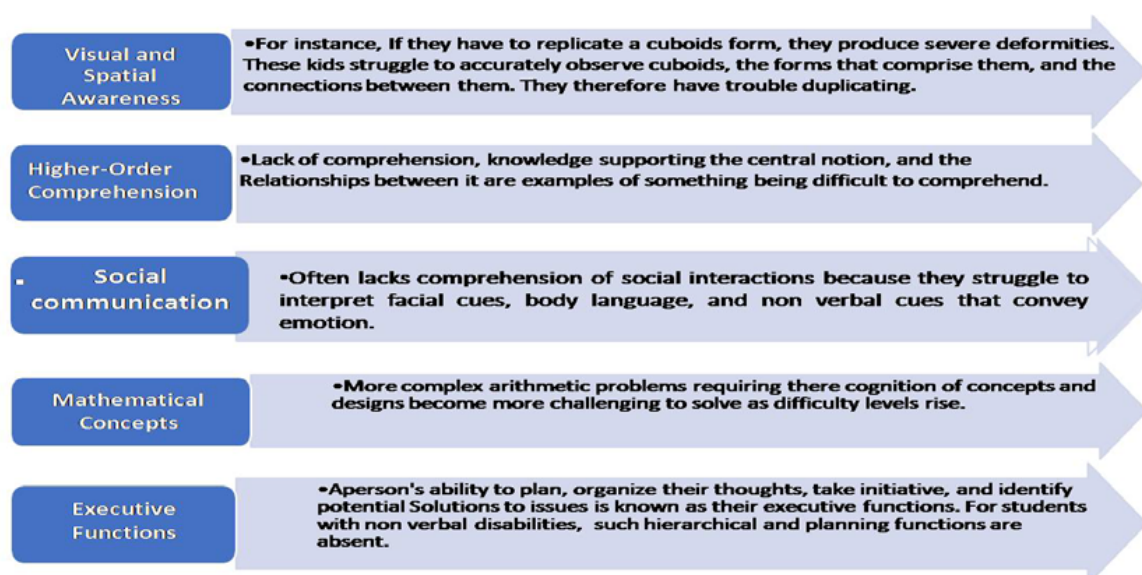 Visual and
Spatial
Awareness
•For instance, If they have to replicate a cuboids form, they produce severe deformities.
These kids struggle to accurately observe cuboids, the forms that comprise them, and the
connections between them. They therefore have trouble duplicating.
Higher-Order
Comprehension
•Lack of comprehension, knowledge supporting the central notion, and the
Relationships between it are examples of something being difficult to comprehend.
Social
communication
•Often lacks comprehension of social interactions because they struggle to
interpret facial cues, body language, and non verbal cues that convey
emotion.
Mathematical
Concepts
•More complex arithmetic problems requiring there cognition of concepts and
designs become more challenging to solve as difficulty levels rise.
Executive
Functions
•Aperson's ability to plan, organize their thoughts, take initiative, and identify
potential Solutions to issues is known as their executive functions. For students
with non verbal disabilities, such hierarchical and planning functions are
absent.